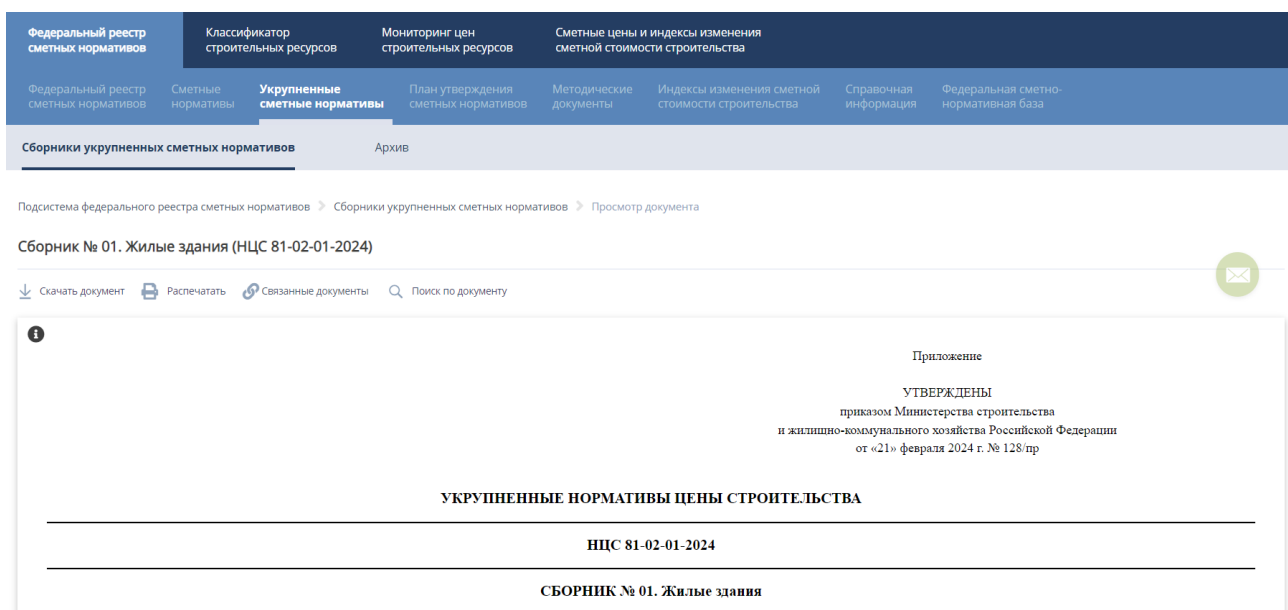 Федеральный реестр
сметных нормативов
Классификатор
строительных ресурсов
Мониторинг цен
строительных ресурсов
Сметные цены и индексы изменения
сметной стоимости строительства
Федеральный реестр
сметных нормативов
Сметные
нормативы
Укрупненные
сметные нормативы
План утверждения
сметных нормативов
Методические
документы
Индексы изменения сметной
стоимости строительства
Справочная
информация
Федеральная сметно-
нормативная база
Сборники укрупненных сметных нормативов
Архив
Подсистема федерального реестра сметных нормативов > Сборники укрупненных сметных нормативов > Просмотр документа
Сборник № 01. Жилые здания (НЦС 81-02-01-2024)
Скачать документ Распечатать Связанные документы Поиск по документу
Приложение
УТВЕРЖДЕНЫ
приказом Министерства строительства
и жилищно-коммунального хозяйства Российской Федерации
от «21» февраля 2024 г. № 128/пр
УКРУПНЕННЫЕ НОРМАТИВЫ ЦЕНЫ СТРОИТЕЛЬСТВА
НЦС 81-02-01-2024
СБОРНИК № 01. Жилые здания